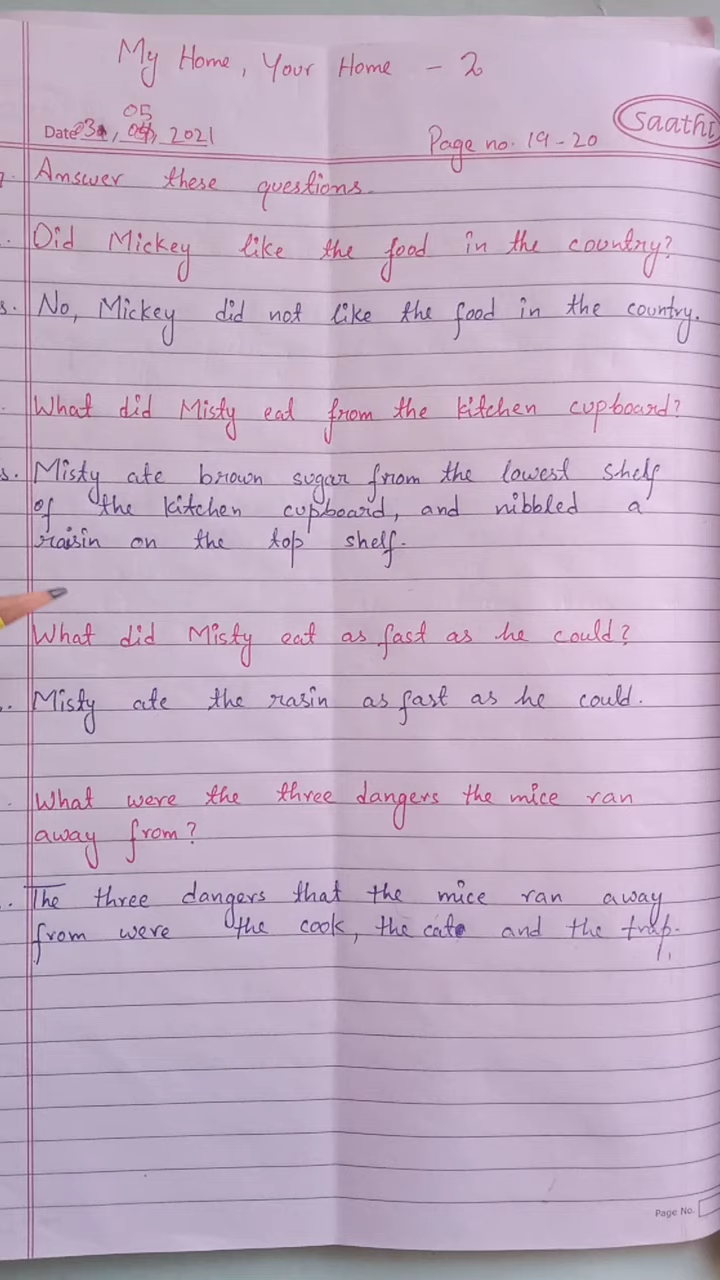 My Home, Your Home - 2
05
Date 3, 04, 2021
Page no. 19-20
Saathi
Answer these questions.
Did Mickey like the food in the country?
s. No, Mickey did not like the food in the country.
What did Misty eat from the kitchen cupboard?
s. Misty ate brown sugar from the lowest shelf
of the kitchen cupboard, and nibbled a
raisin on the top shelf.
What did Misty eat as fast as he could?
Misty ate the rasin as fast as he could.
What were the three dangers the mice ran
away from?
The three dangers that the mice ran away
from were the cook, the cat and the trap.
Page No.